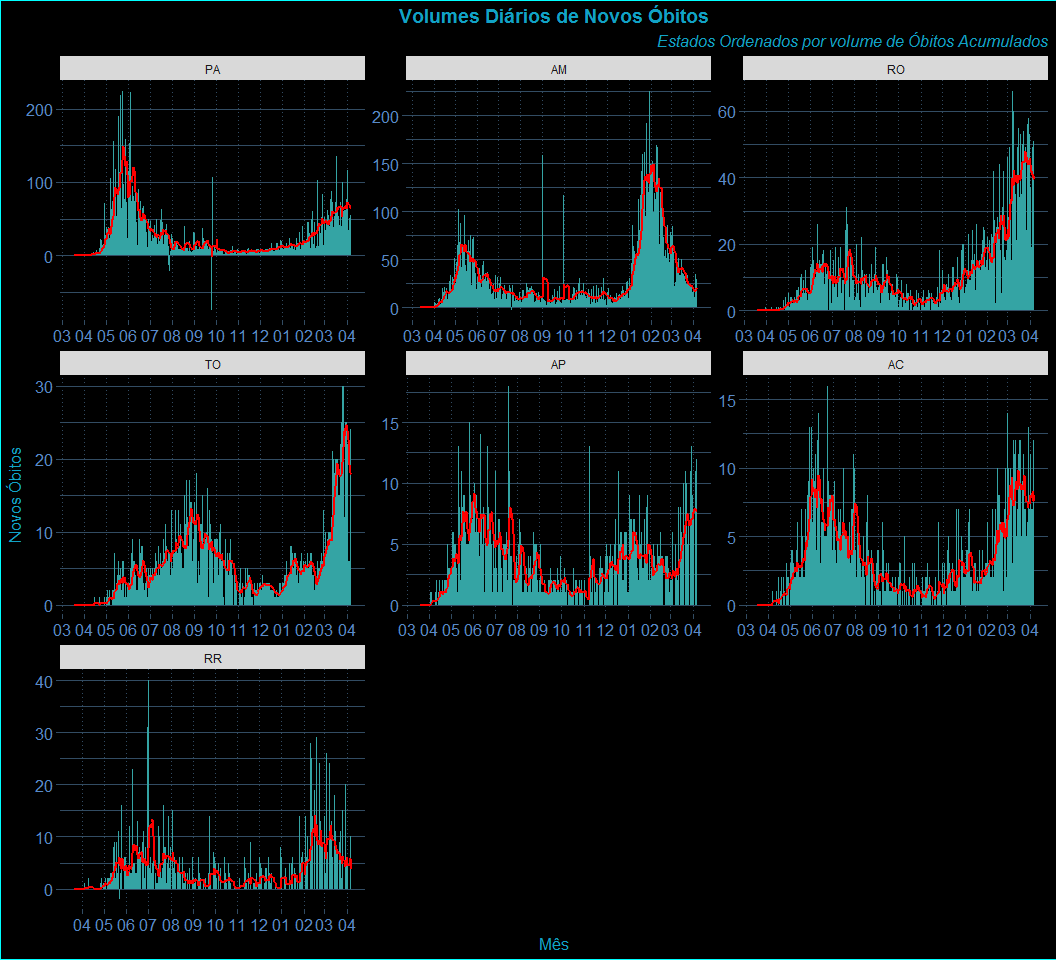 Volumes Diários de Novos Óbitos
Estados Ordenados por volume de Óbitos Acumulados
PA AM RO
200 100 0
200 150 100 50 0
60 40 20 0
03 04 05 06 07 08 09 10 11 12 01 02 03 04
03 04 05 06 07 08 09 10 11 12 01 02 03 04
03 04 05 06 07 08 09 10 11 12 01 02 03 04
TO AP AC
30 20 10 0
15 10 5 0
15 10 5 0
03 04 05 06 07 08 09 10 11 12 01 02 03 04
03 04 05 06 07 08 09 10 11 12 01 02 03 04
03 04 05 06 07 08 09 10 11 12 01 02 03 04
Novos Óbitos
RR
40 30 20 10 0
04 05 06 07 08 09 10 11 12 01 02 03 04
Mês